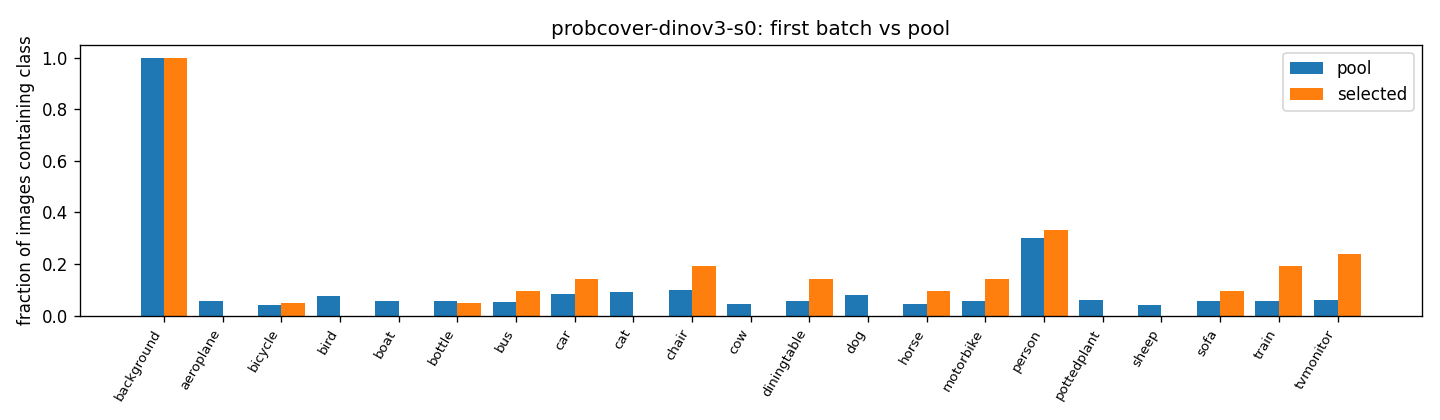 probcover-dinov3-s0: first batch vs pool
pool
selected
fraction of images containing class
1.0
0.8
0.6
0.4
0.2
0.0
background
aeroplane
bicycle
bird
boat
bottle
bus
car
cat
chair
cow
diningtable
dog
horse
motorbike
person
pottedplant
sheep
sofa
train
tvmonitor